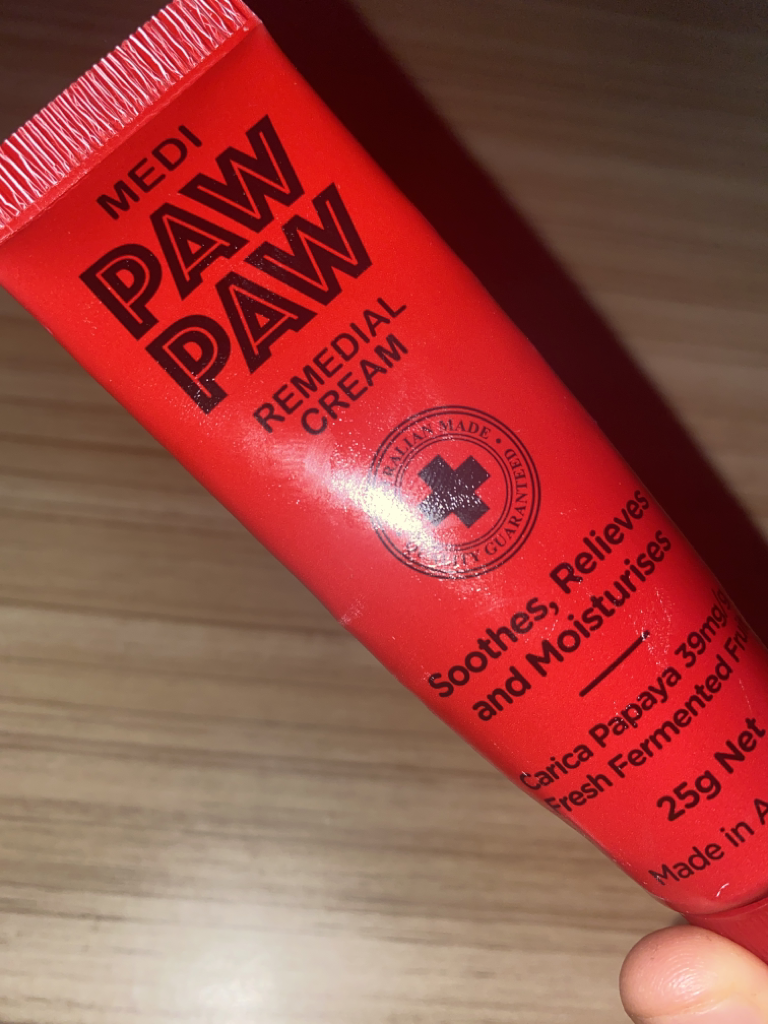 MEDI
PAW
PAW
REMEDIAL
CREAM
MADE • GUARANTEED
Soothes, Relieves
and Moisturises
Carica Papaya 39mg/g
Fresh Fermented
25g Net
Made in